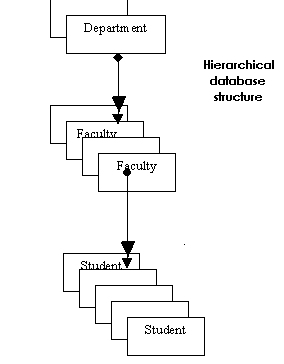 Department
Hierarchical
database
structure
Faculty
Faculty
Student
Student